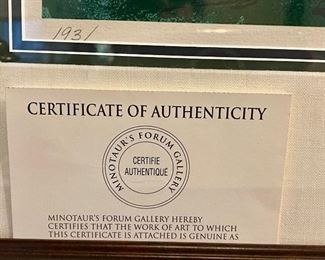 193/
CERTIFICATE OF AUTHENTICITY
MINOTAUR'S FORUM GALLERY
CERTIFIE
AUTHENTIQUE
MINOTAUR'S FORUM GALLERY HEREBY
CERTIFIES THAT THE WORK OF ART TO WHICH
THIS CERTIFICATE IS ATTACHED IS GENUINE AS